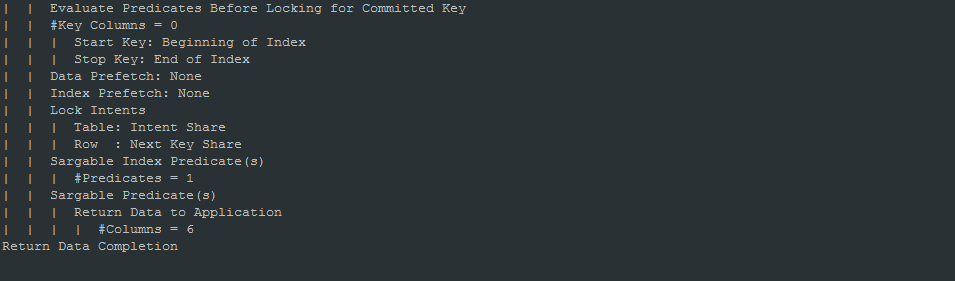 |  |  Evaluate Predicates Before Locking for Committed Key
|  |  #Key Columns = 0
|  |  |  Start Key: Beginning of Index
|  |  |  Stop Key: End of Index
|  |  Data Prefetch: None
|  |  Index Prefetch: None
|  |  Lock Intents
|  |  |  Table: Intent Share
|  |  |  Row  : Next Key Share
|  |  Sargable Index Predicate(s)
|  |  |  #Predicates = 1
|  |  Sargable Predicate(s)
|  |  |  Return Data to Application
|  |  |  |  #Columns = 6
Return Data Completion